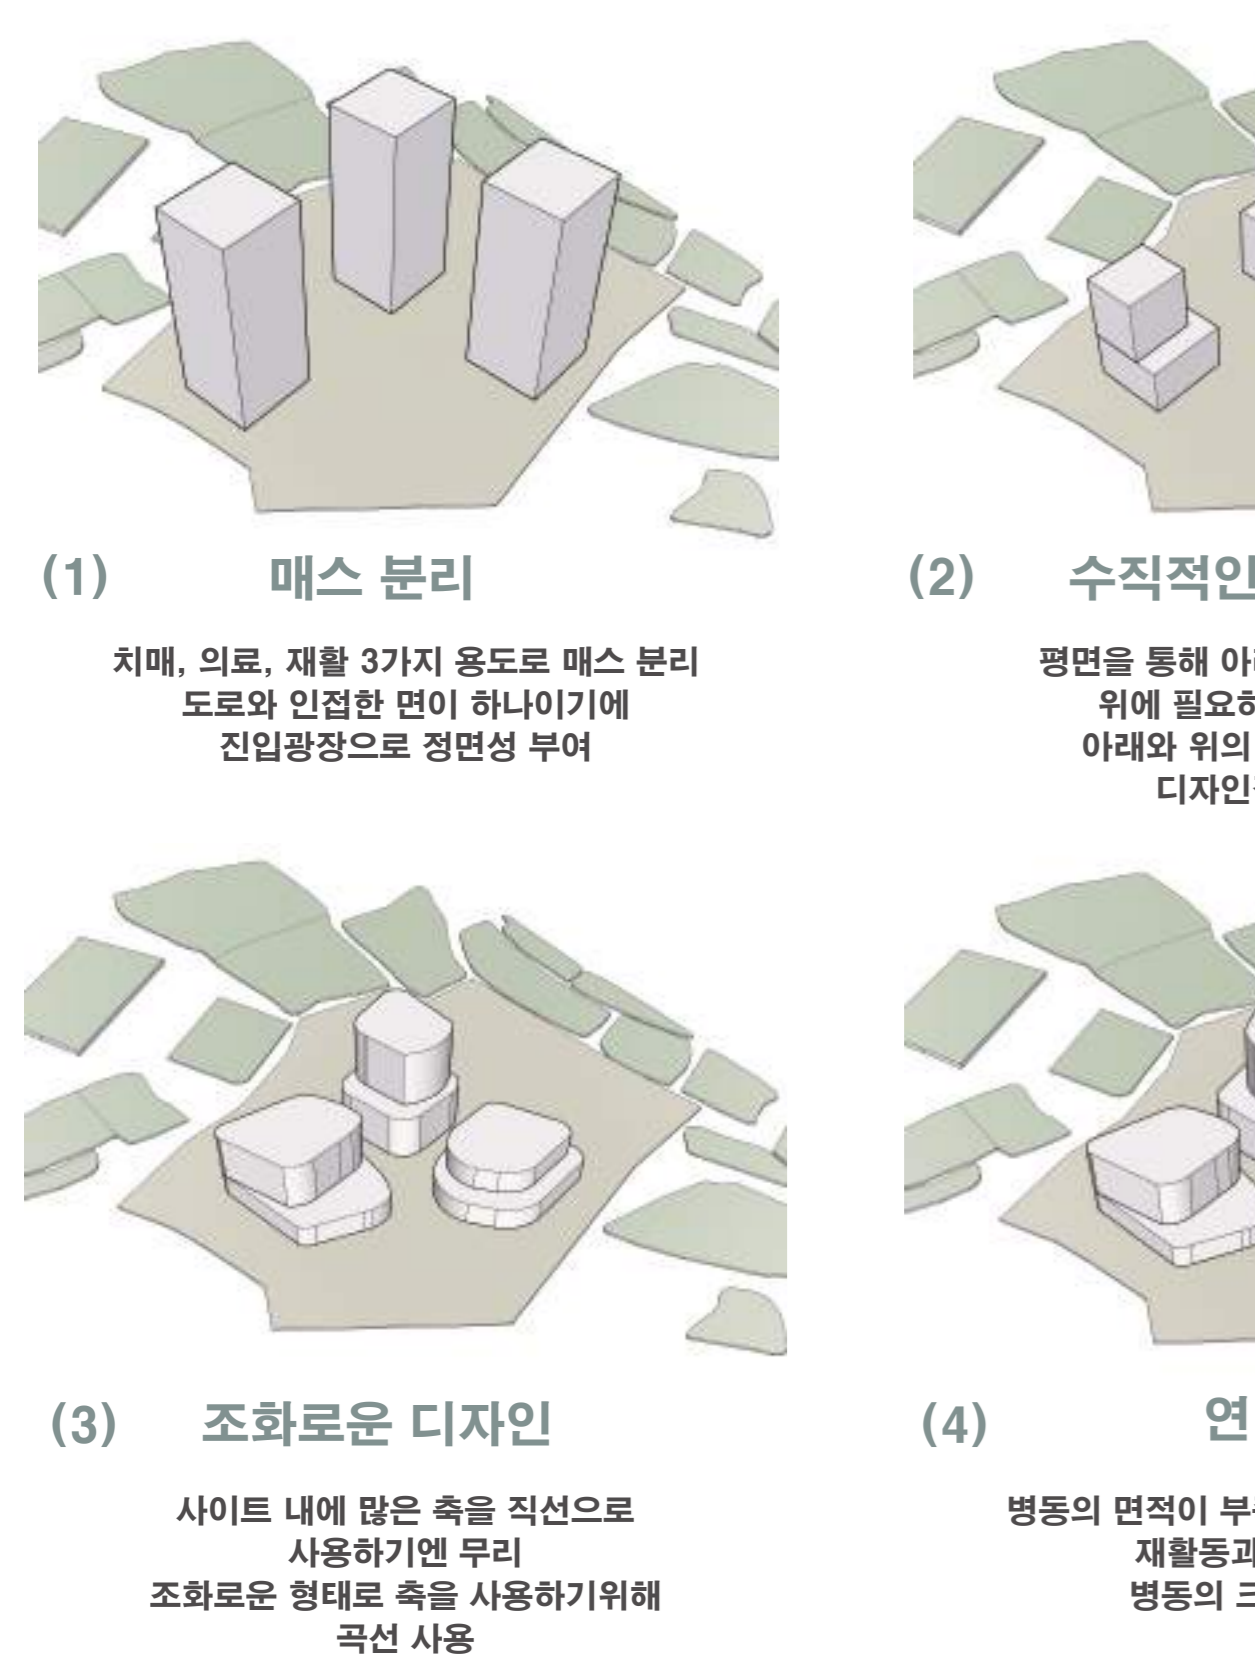 (1) 매스 분리
치매, 의료, 재활 3가지 용도로 매스 분리
도로와 인접한 면이 하나이기에
진입광장으로 정면성 부여
(2) 수직적인
평면을 통해
위에
아래와 위의
디자인
(3) 조화로운 디자인
사이트 내에 많은 축을 직선으로
사용하기엔 무리
조화로운 형태로 축을 사용하기위해
곡선 사용
(4) 연
병동의 면적이
재활동과
병동의